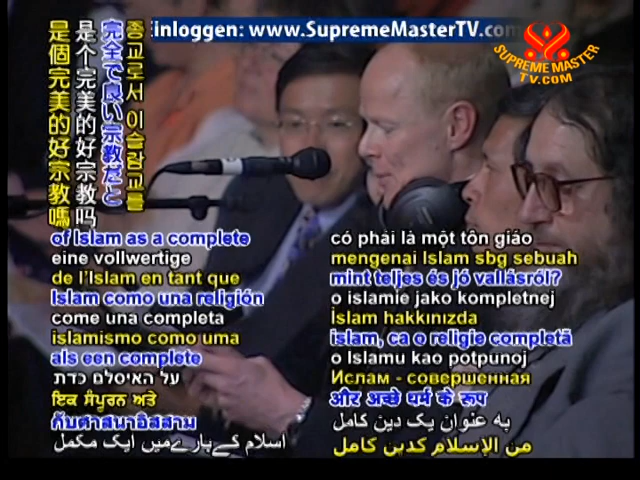 Einloggen: www.SupremeMasterTV.com
SUPREME MASTER
TV.COM
종교로서 이슬람교를
完全で良い宗教だと
是个完美的好宗教吗
是個完美的好宗教嗎
of Islam as a complete
eine vollwertige
de l'Islam en tant que
Islam como una religión
come una completa
islamismo como uma
als een complete
על האיסלם כדת
ਇਕ ਸੰਪੂਰਨ ਅਤੇ
กับศาสนาอิสลาม
اسلام کے بارے میں ایک مکمل
có phải là một tôn giáo
mengenai Islam sbg sebuah
mint teljes és jó vallásról?
o islamie jako kompletnej
İslam hakkınızda
islam, ca o religie completă
o Islamu kao potpunoj
Ислам - совершенная
और अच्छे धर्म के रूप
به عنوان یک دین کامل
من الإسلام كدين كامل